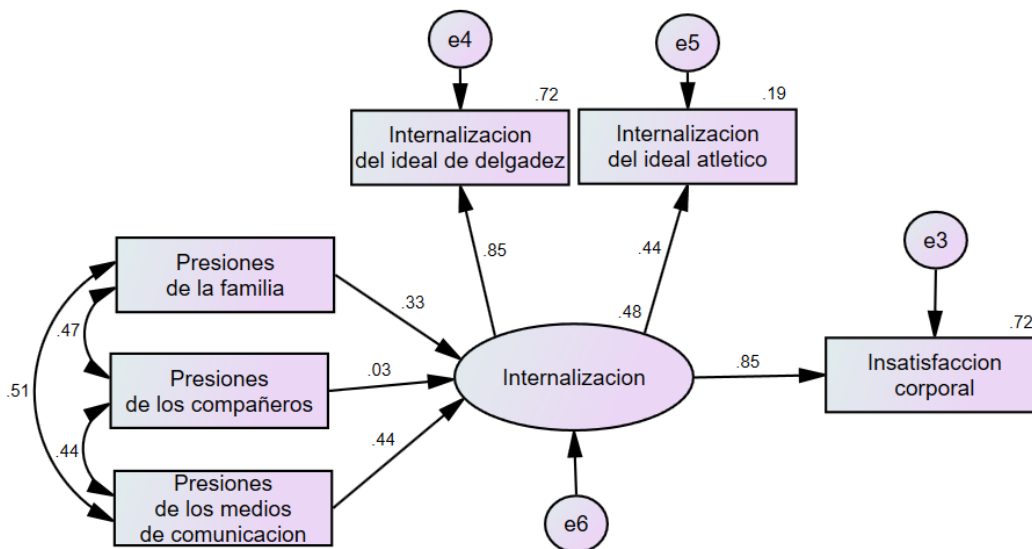 e4
e5
.72
.19
Internalizacion
del ideal de delgadez
Internalizacion
del ideal atletico
e3
.85
.44
Presiones
de la familia
.33
.48
.72
.47
.51
Presiones
de los compañeros
.03
Internalizacion
.85
Insatisfaccion
corporal
.44
.44
Presiones
de los medios
de comunicacion
e6